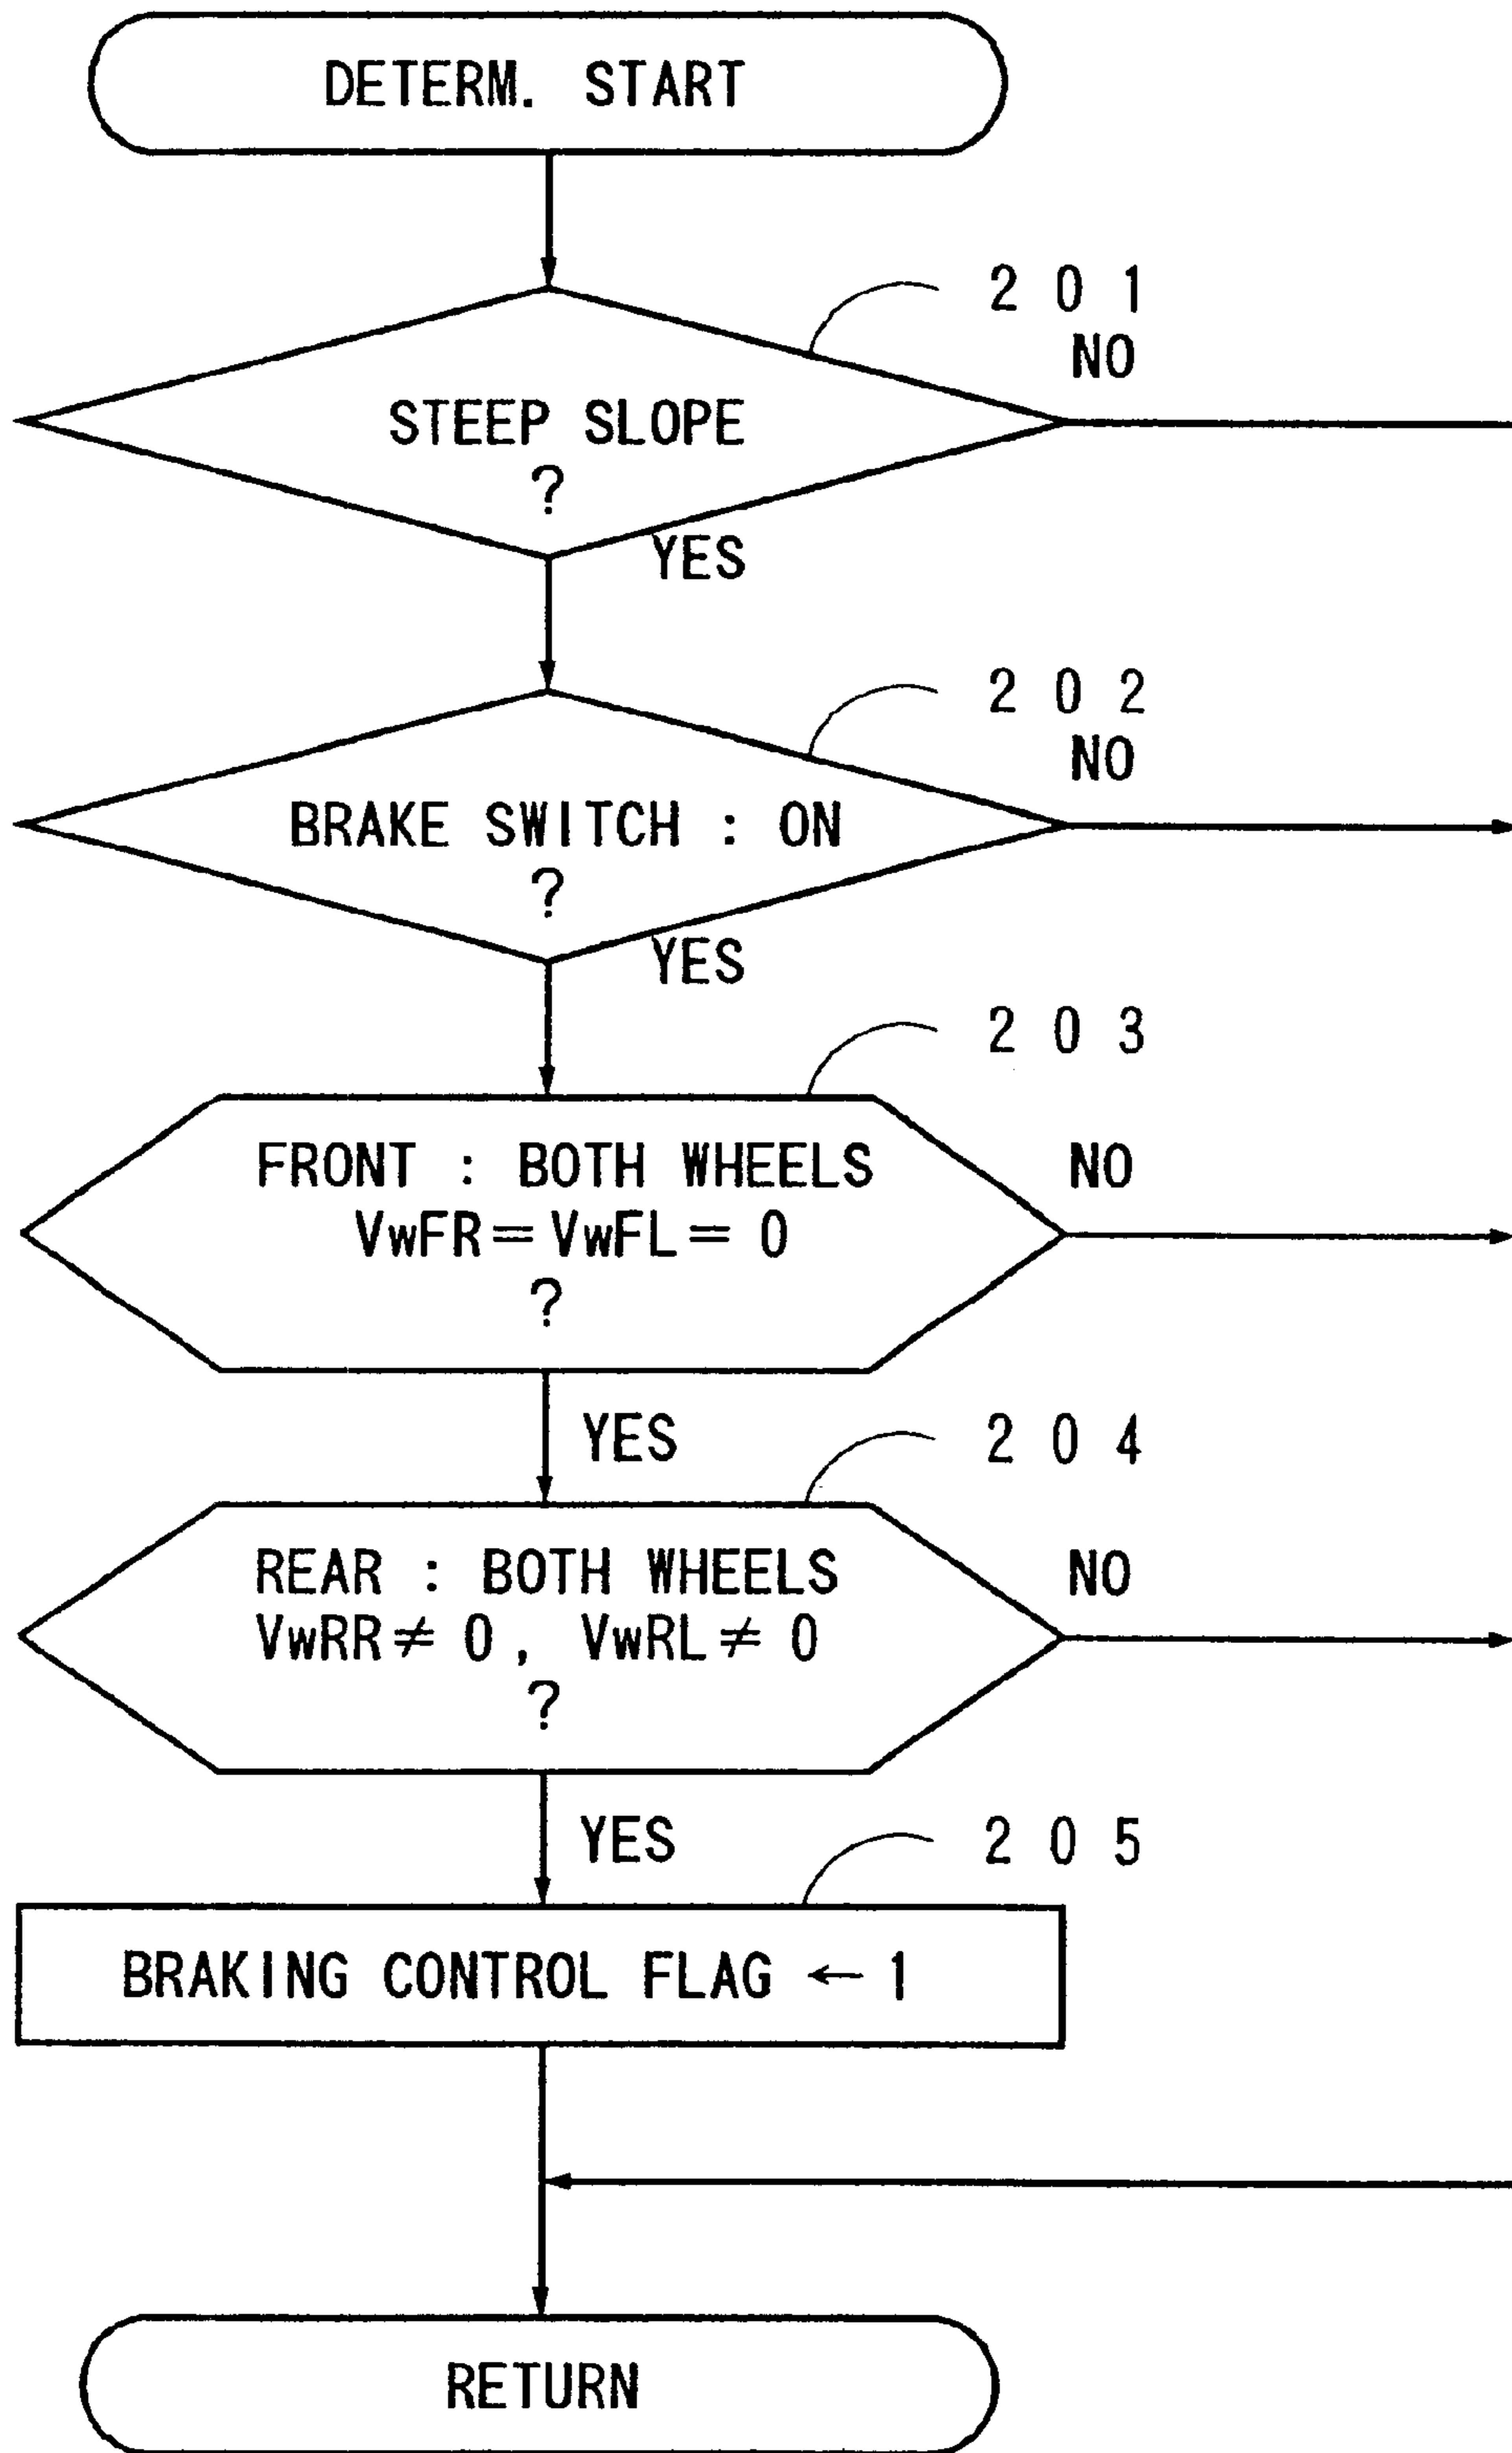 DETERM. START
2 0 1
NO
STEEP SLOPE
?
YES
2 0 2
NO
BRAKE SWITCH : ON
?
YES
2 0 3
FRONT : BOTH WHEELS
NO
VwFR = VwFL = 0
?
YES
2 0 4
REAR : BOTH WHEELS
NO
VwRR ≠ 0 , VwRL ≠ 0
?
YES
2 0 5
BRAKING CONTROL FLAG ← 1
RETURN